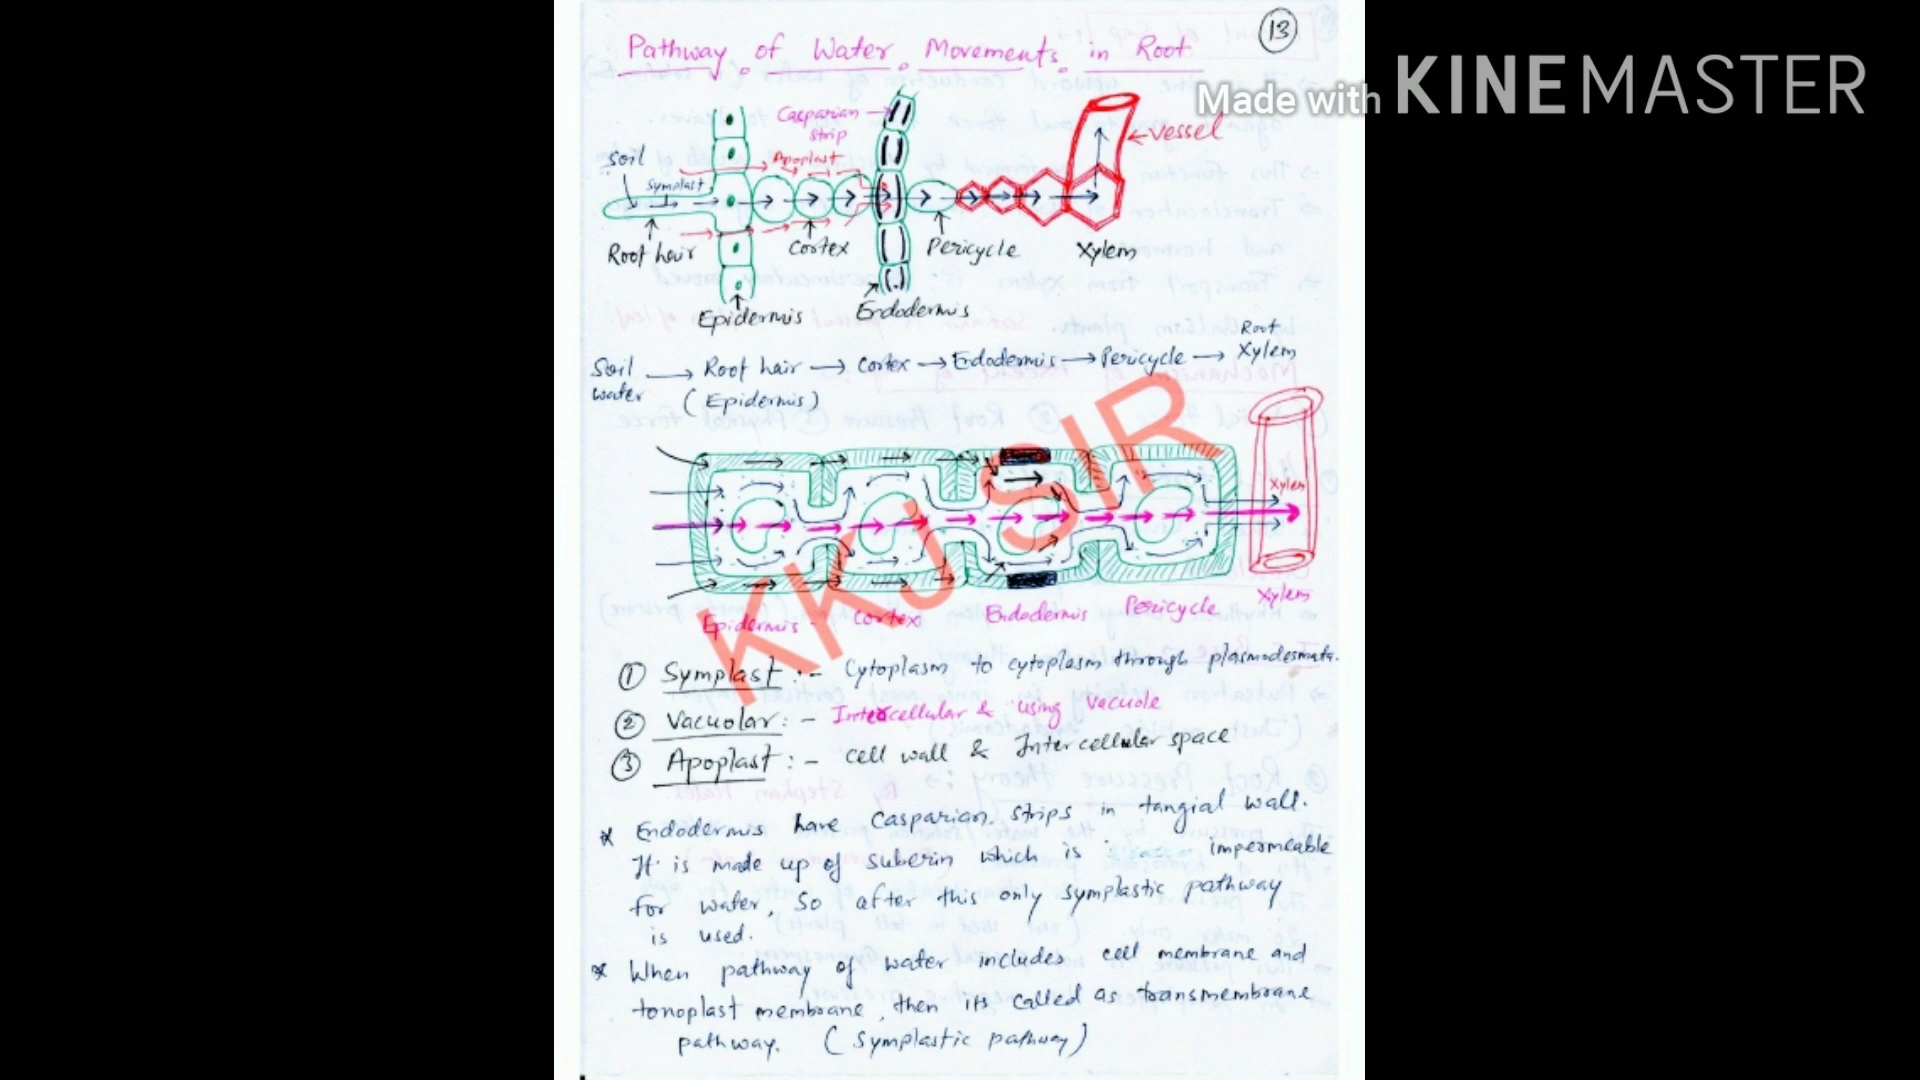 13
Pathway of Water Movements in Root
Made with KINEMASTER
Casparian strip
vessel
Apoplast
soil
Symplast
Root hair
Cortex
Pericycle
Xylem
Epidermis
Endodermis
Soil water → Root hair → Cortex → Endodermis → Pericycle → Root Xylem
(Epidermis)
Xylem
Epidermis Cortex Endodermis Pericycle Xylem
KKJ SIR
① Symplast :- Cytoplasm to cytoplasm through plasmodesmata.
② Vacuolar :- Intercellular & using vacuole
③ Apoplast :- cell wall & Intercellular space
* Endodermis have Casparian strips in tangial wall.
It is made up of suberin which is impermeable
for water, So after this only symplastic pathway
is used.
* When pathway of water includes cell membrane and
tonoplast membrane, then its called as transmembrane
pathway. (Symplastic pathway)